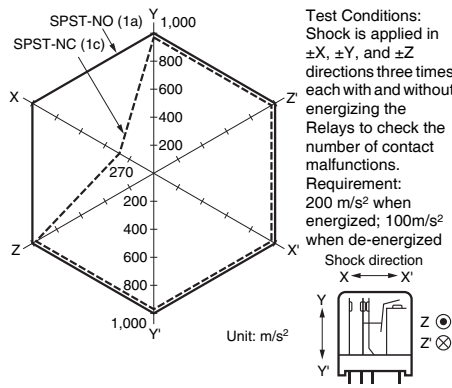 SPST-NO (1a)
SPST-NC (1c)
Y
1,000
800
600
400
200
X
Z'
270
200
400
600
800
1,000
Z
X'
Y'
Unit: m/s²
Test Conditions:
Shock is applied in
±X, ±Y, and ±Z
directions three times
each with and without
energizing the
Relays to check the
number of contact
malfunctions.
Requirement:
200 m/s² when
energized; 100m/s²
when de-energized
Shock direction
X X'
Y
Y'
Z
Z'